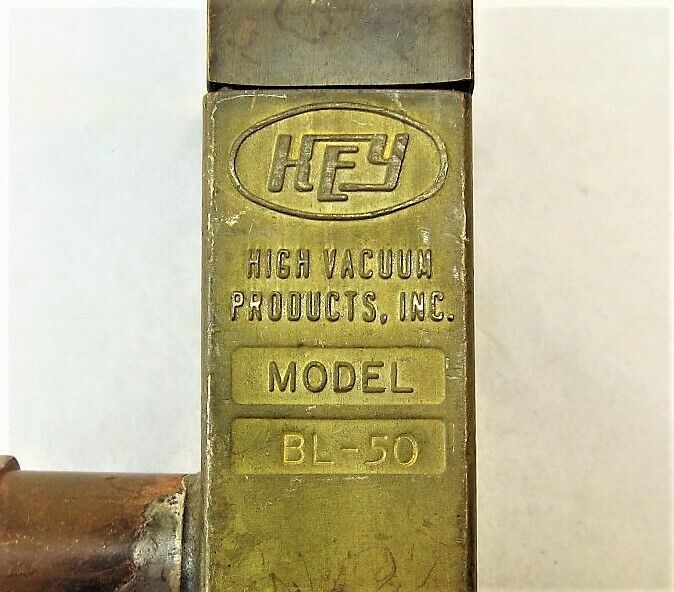 HEY
HIGH VACUUM
PRODUCTS, INC.
MODEL
BL-50